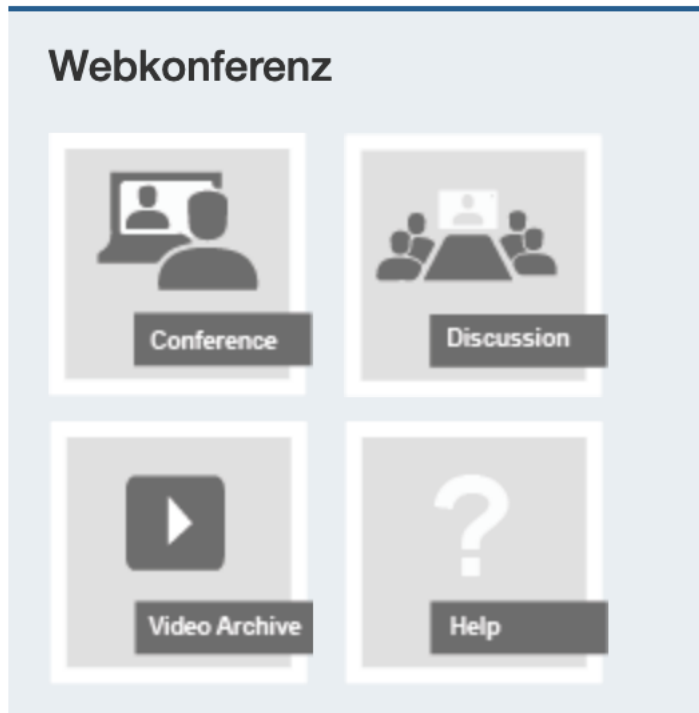 Webkonferenz
Conference
Discussion
Video Archive
?
Help